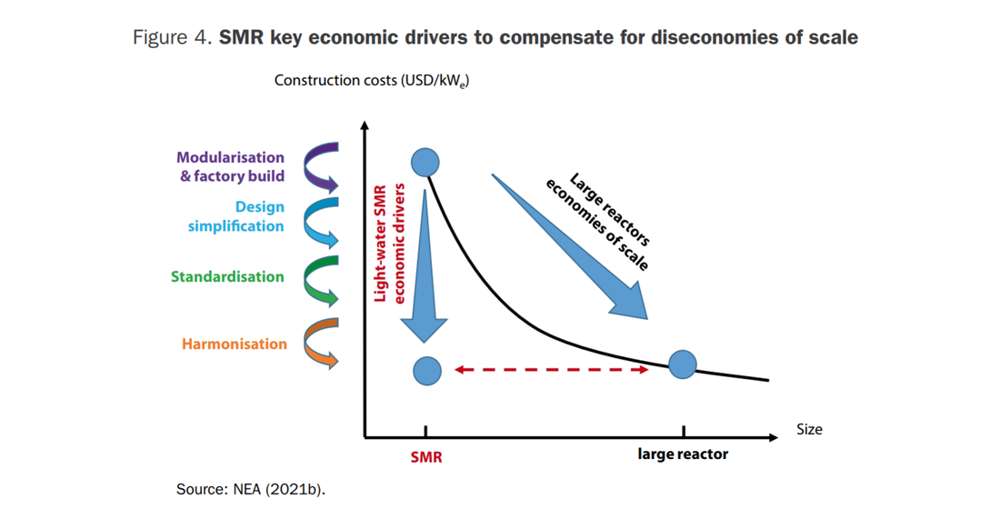 Figure 4. SMR key economic drivers to compensate for diseconomies of scale
Construction costs (USD/kWe)
Modularisation
& factory build
Design
simplification
Standardisation
Harmonisation
Light-water SMR
economic drivers
Large reactors
economies of scale
Size
SMR
large reactor
Source: NEA (2021b).